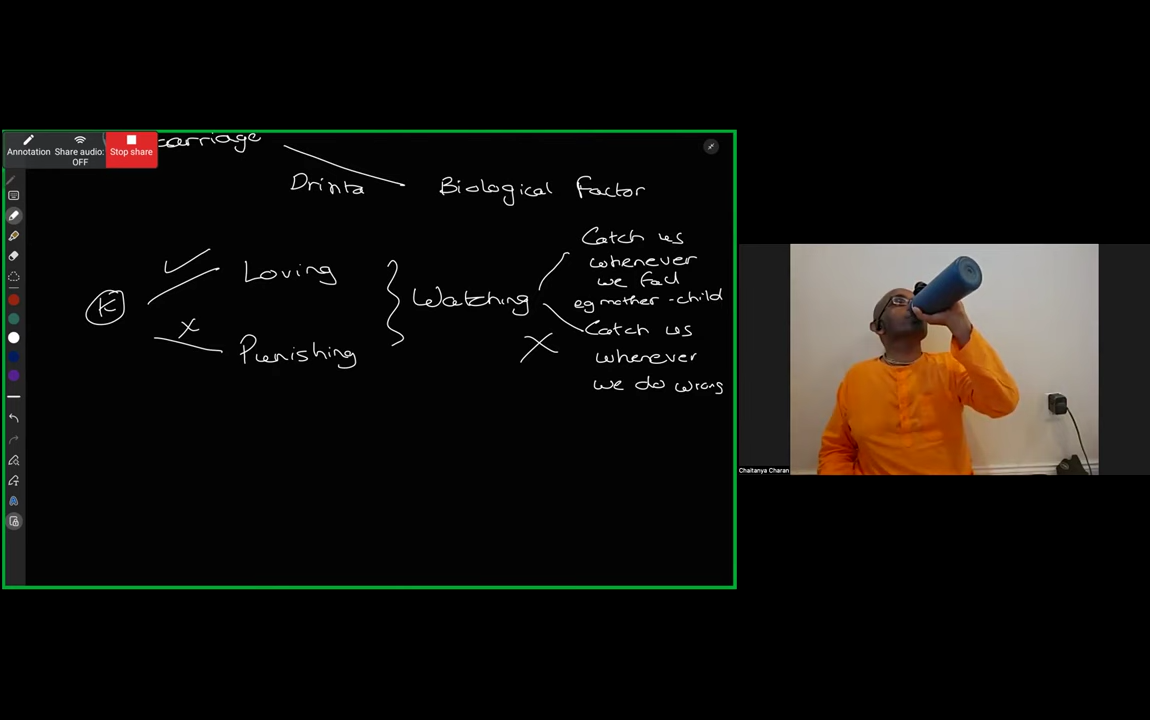 Annotation
Share audio:
OFF
Stop share
carriage
Drinta
Biological Factor
K
Loving
Punishing
Watching
Catch us
whenever
we fall
eg mother-child
Catch us
whenever
we do wrong
Chaitanya Charan